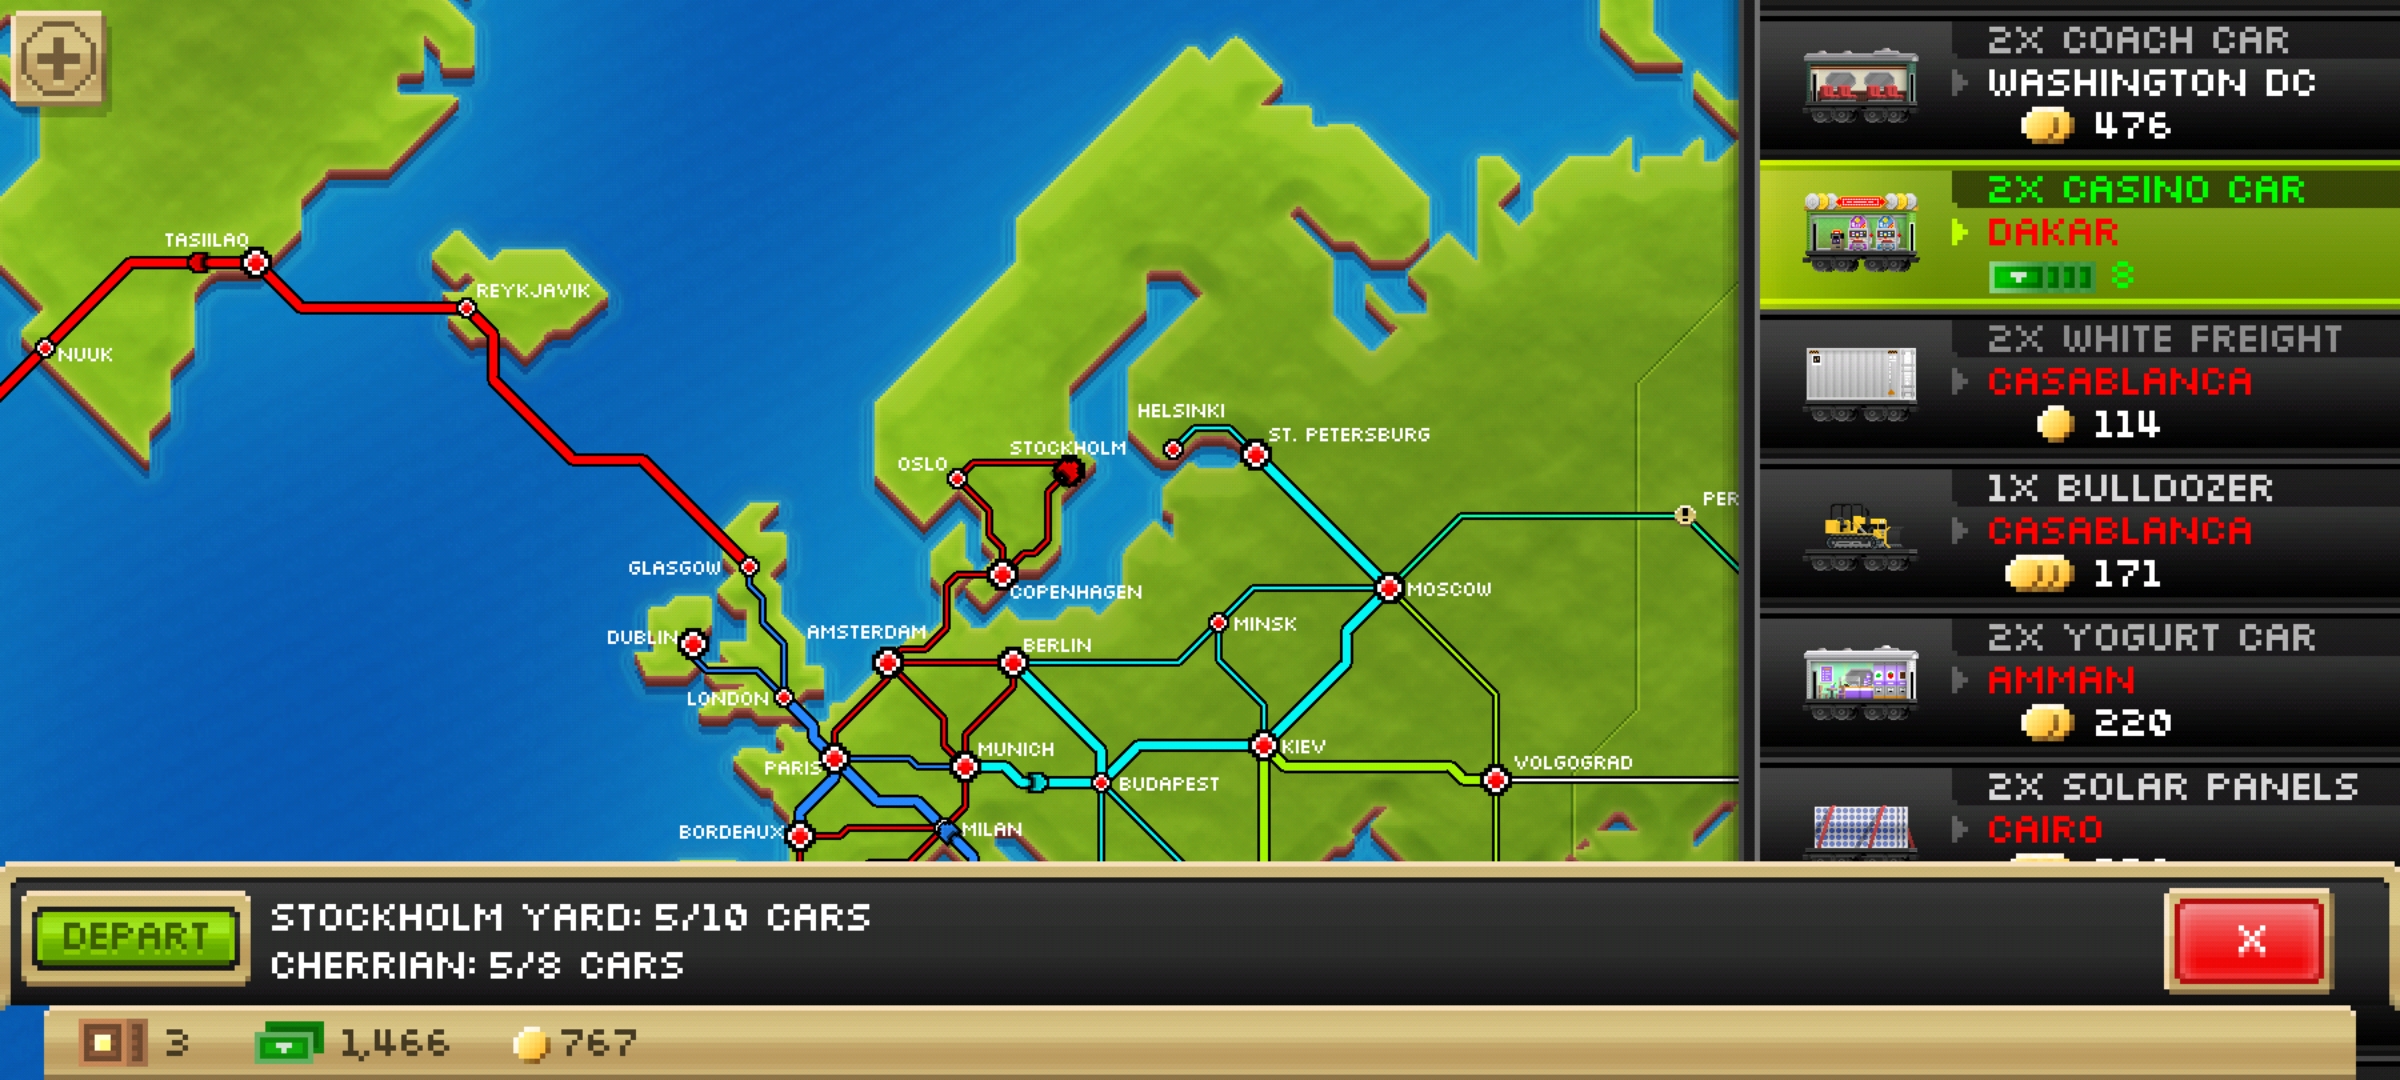 TASIILAQ
REYKJAVIK
NUUK
HELSINKI
ST. PETERSBURG
STOCKHOLM
OSLO
PER
GLASGOW
COPENHAGEN
MOSCOW
DUBLIN
AMSTERDAM
BERLIN
MINSK
LONDON
MUNICH
KIEV
PARIS
BUDAPEST
VOLGOGRAD
BORDEAUX
MILAN
2X COACH CAR
WASHINGTON DC
476
2X CASINO CAR
DAKAR
8
2X WHITE FREIGHT
CASABLANCA
114
1X BULLDOZER
CASABLANCA
171
2X YOGURT CAR
AMMAN
220
2X SOLAR PANELS
CAIRO
DEPART
STOCKHOLM YARD: 5/10 CARS
CHERRIAN: 5/8 CARS
X
3
1,466
767